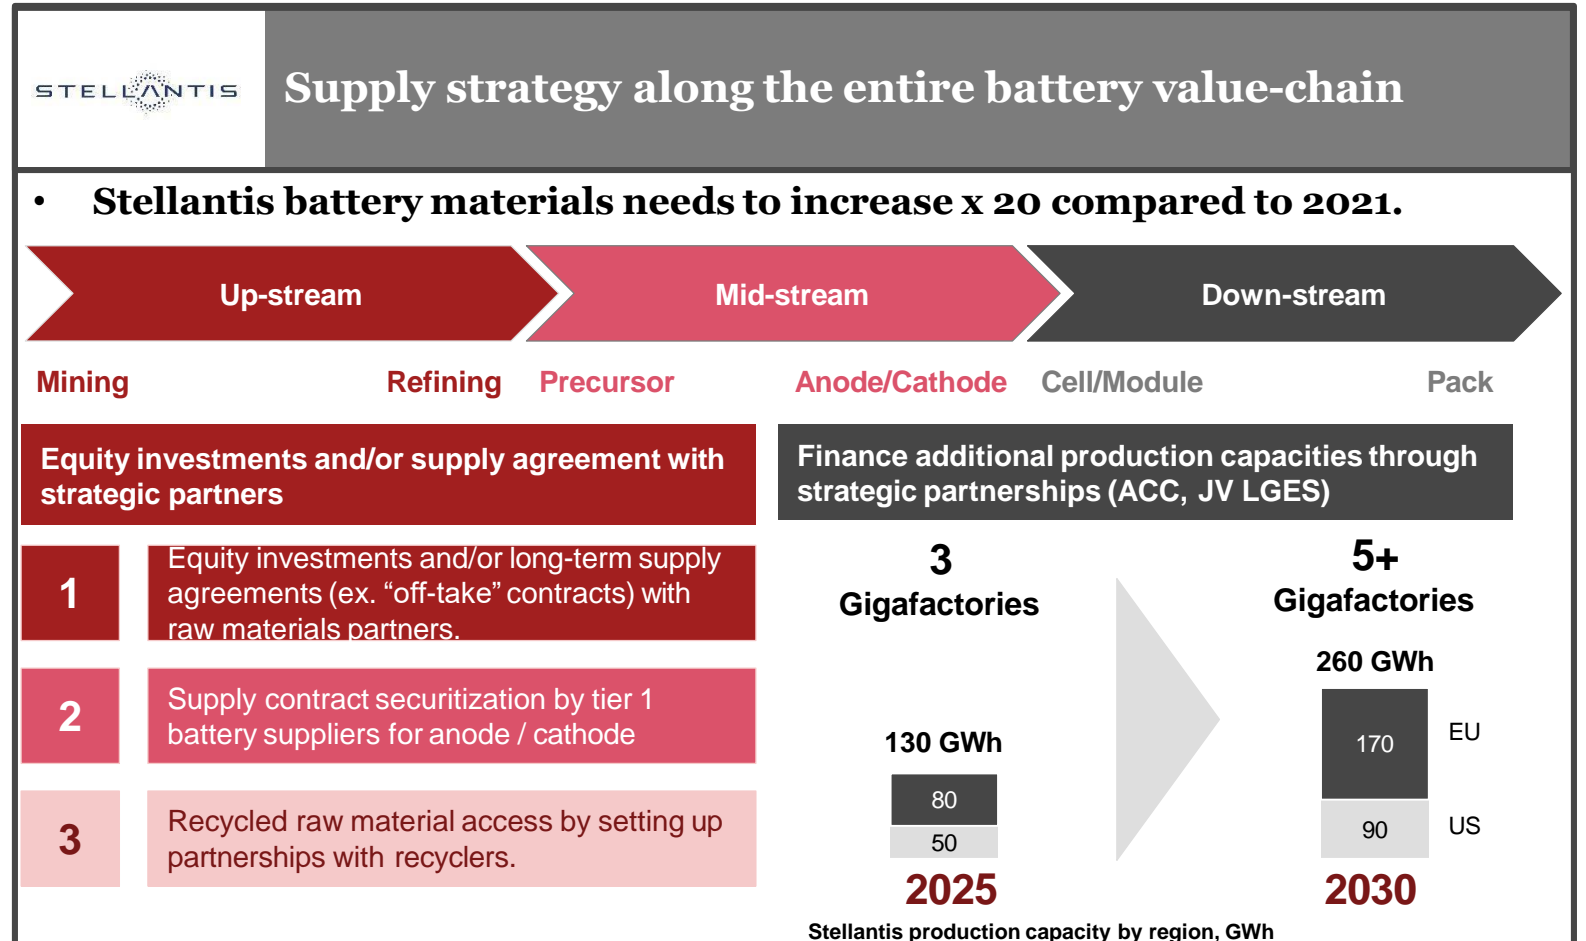 STELLANTIS
Supply strategy along the entire battery value-chain
• Stellantis battery materials needs to increase x 20 compared to 2021.
Up-stream
Mid-stream
Down-stream
Mining
Refining
Precursor
Anode/Cathode
Cell/Module
Pack
Equity investments and/or supply agreement with
strategic partners
1
Equity investments and/or long-term supply
agreements (ex. “off-take” contracts) with
raw materials partners.
2
Supply contract securitization by tier 1
battery suppliers for anode / cathode
3
Recycled raw material access by setting up
partnerships with recyclers.
Finance additional production capacities through
strategic partnerships (ACC, JV LGES)
3
Gigafactories
5+
Gigafactories
130 GWh
80
50
2025
260 GWh
170
EU
90
US
2030
Stellantis production capacity by region, GWh